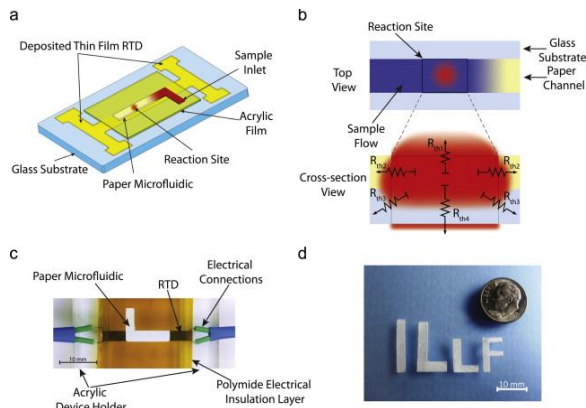 a
Deposited Thin Film RTD
Sample
Inlet
Acrylic
Film
Reaction Site
Paper Microfluidic
Glass Substrate
b
Reaction Site
Glass
Substrate
Paper
Channel
Top
View
Sample
Flow
Cross-section
View
Rth1
Rth2
Rth2
Rth3
Rth3
Rth4
c
Paper Microfluidic
Electrical
Connections
RTD
10 mm
Acrylic
Device Holder
Polymide Electrical
Insulation Layer
d
ILLF
10 mm